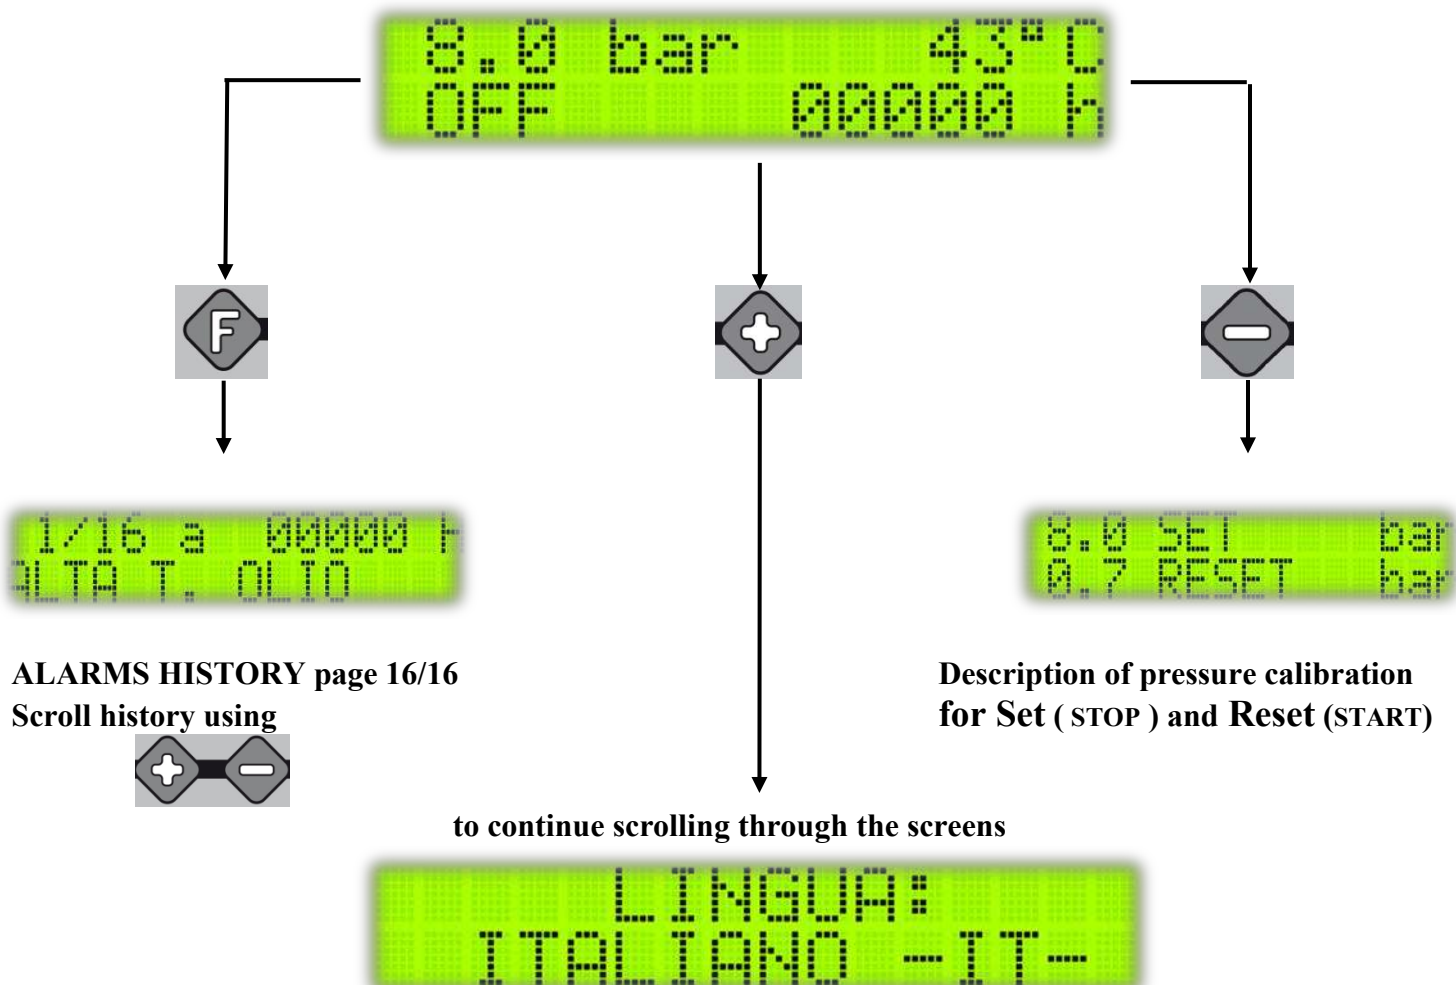 8.0 bar 43°C
OFF 00000 h
F
1/16 a 00000 h
ALTA T. OLIO
8.0 SET bar
0.7 RESET bar
ALARMS HISTORY page 16/16
Scroll history using
Description of pressure calibration
for Set ( STOP ) and Reset (START)
to continue scrolling through the screens
LINGUA:
ITALIANO -IT-